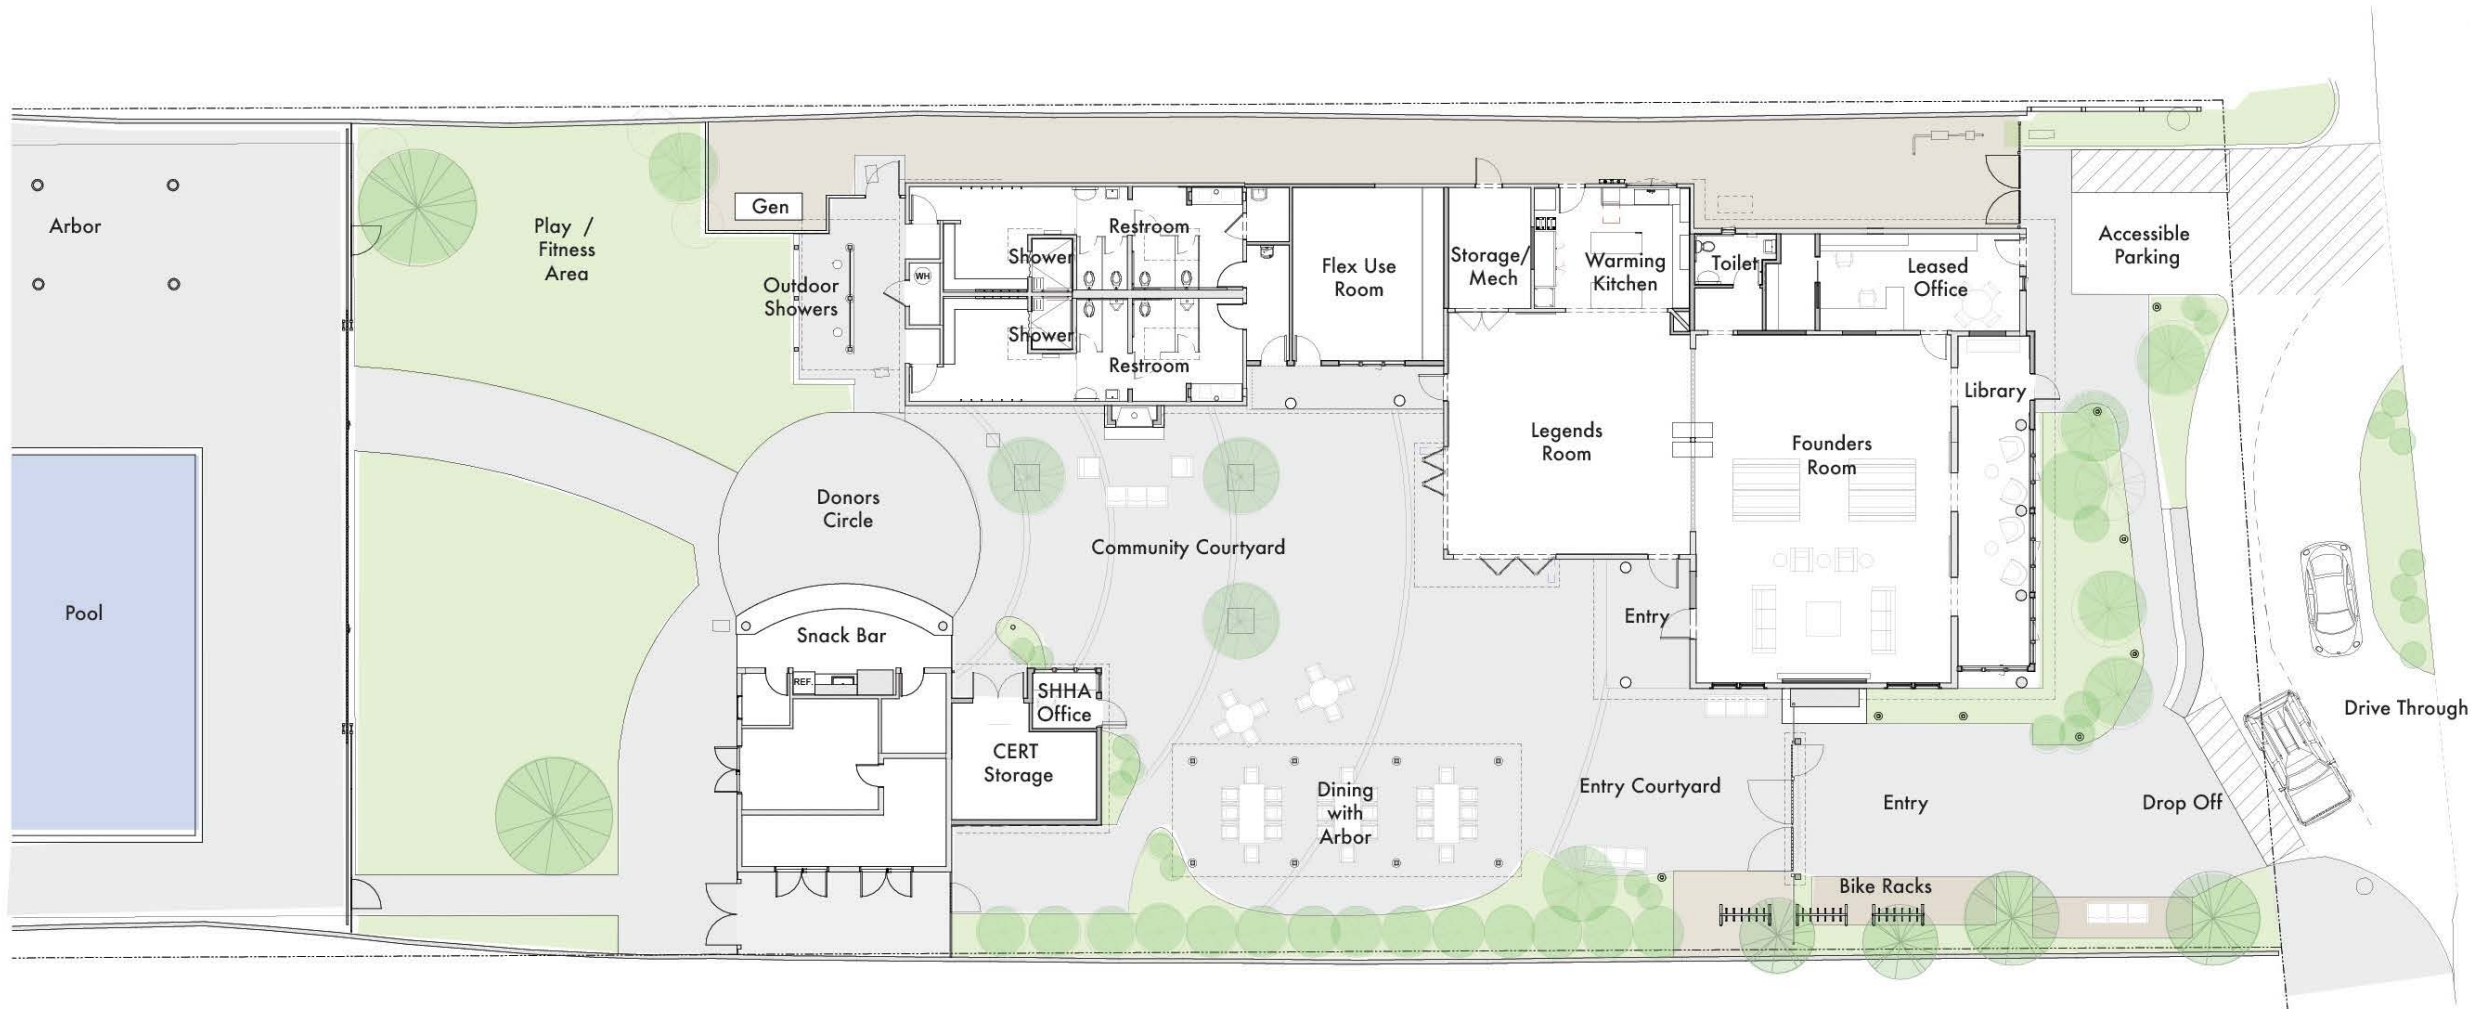 Arbor
Pool
Play /
Fitness
Area
Gen
Outdoor
Showers
WH
Shower
Restroom
Shower
Restroom
Flex Use
Room
Storage/
Mech
Warming
Kitchen
Toilet
Leased
Office
Accessible
Parking
Library
Legends
Room
Founders
Room
Donors
Circle
Community Courtyard
Snack Bar
REF.
SHHA
Office
CERT
Storage
Entry
Dining
with
Arbor
Entry Courtyard
Entry
Drop Off
Drive Through
Bike Racks